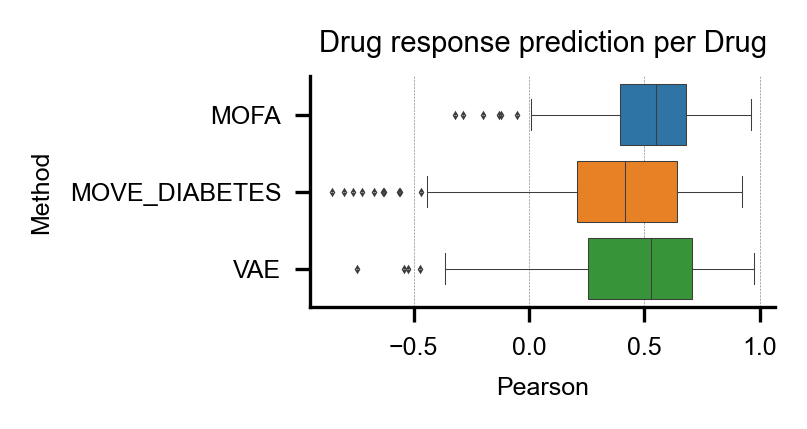 Drug response prediction per Drug
MOFA
MOVE_DIABETES
VAE
Method
−0.5 0.0 0.5 1.0
Pearson